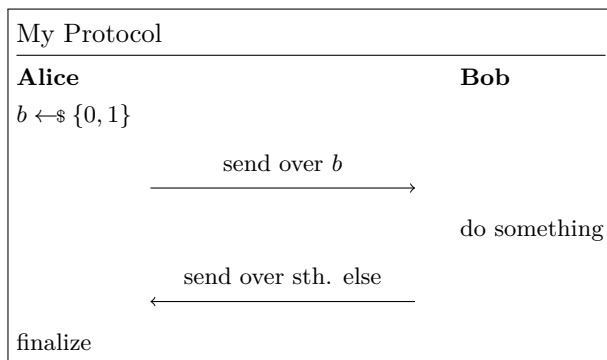 My Protocol
Alice Bob
b ←$ {0, 1}
send over b
do something
send over sth. else
finalize